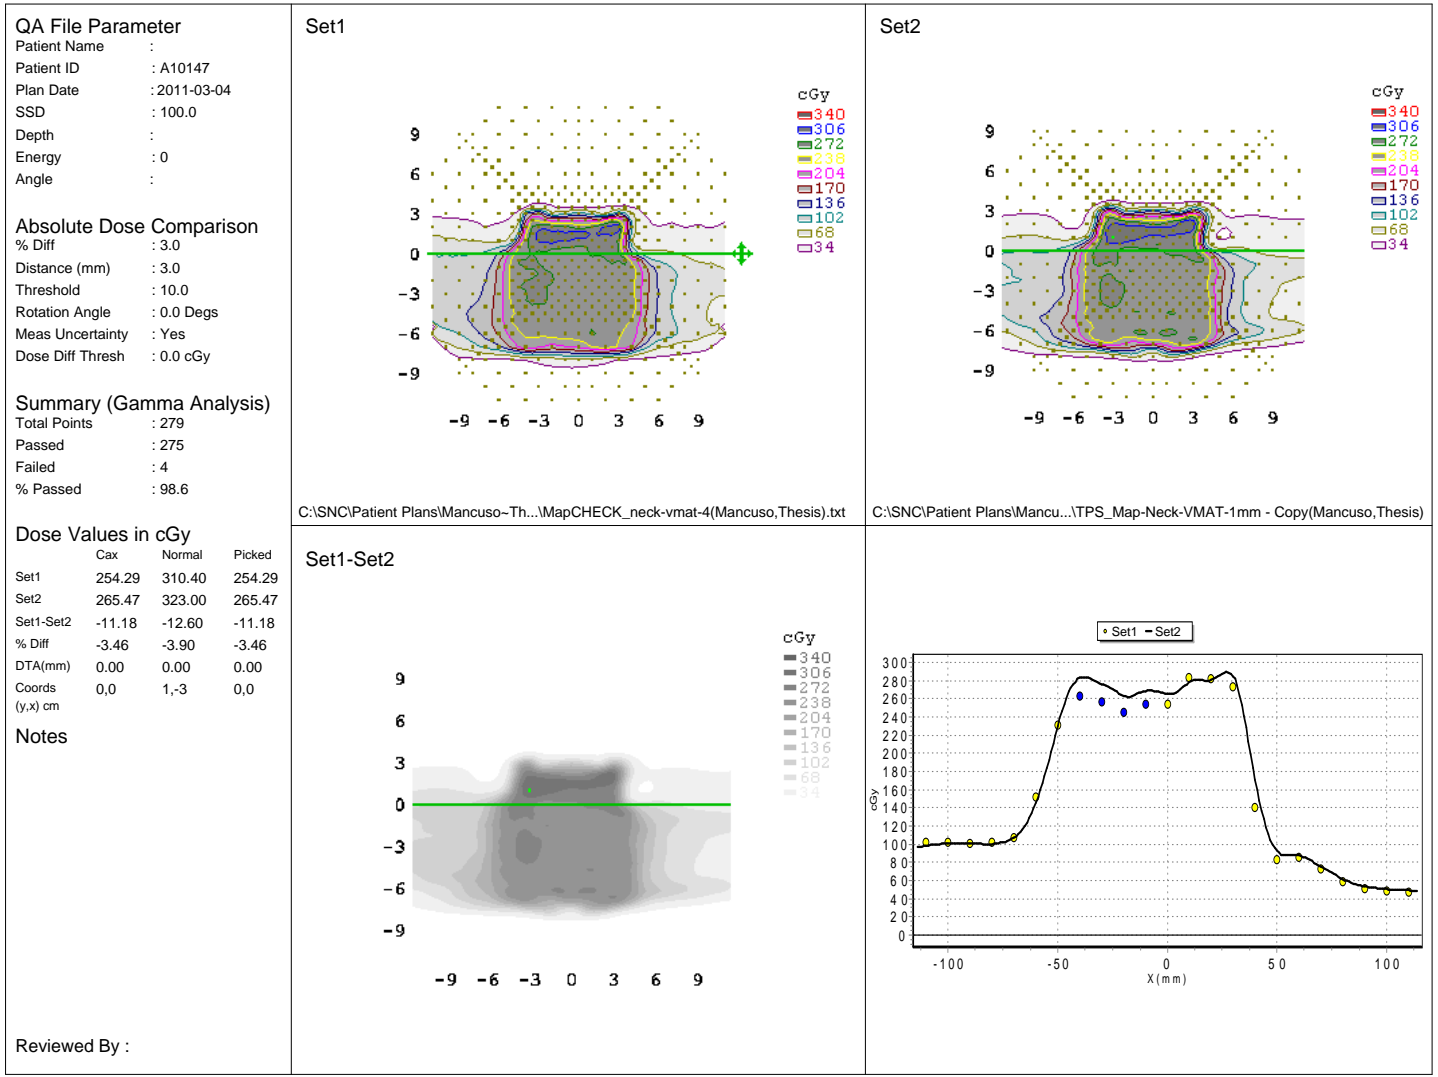 QA File Parameter
Patient Name :
Patient ID : A10147
Plan Date : 2011-03-04
SSD : 100.0
Depth :
Energy : 0
Angle :
Absolute Dose Comparison
% Diff : 3.0
Distance (mm) : 3.0
Threshold : 10.0
Rotation Angle : 0.0 Degs
Meas Uncertainty : Yes
Dose Diff Thresh : 0.0 cGy
Summary (Gamma Analysis)
Total Points : 279
Passed : 275
Failed : 4
% Passed : 98.6
Dose Values in cGy
Cax Normal Picked
Set1 254.29 310.40 254.29
Set2 265.47 323.00 265.47
Set1-Set2 -11.18 -12.60 -11.18
% Diff -3.46 -3.90 -3.46
DTA(mm) 0.00 0.00 0.00
Coords 0,0 1,-3 0,0
(y,x) cm
Notes
Reviewed By :
Set1
cGy
340
306
272
238
204
170
136
102
68
34
9
6
3
0
-3
-6
-9
-9 -6 -3 0 3 6 9
C:\SNC\Patient Plans\Mancuso~Th...\MapCHECK_neck-vmat-4(Mancuso,Thesis).txt
Set2
cGy
340
306
272
238
204
170
136
102
68
34
9
6
3
0
-3
-6
-9
-9 -6 -3 0 3 6 9
C:\SNC\Patient Plans\Mancu...\TPS_Map-Neck-VMAT-1mm - Copy(Mancuso,Thesis)
Set1-Set2
cGy
340
306
272
238
204
170
136
102
68
34
9
6
3
0
-3
-6
-9
-9 -6 -3 0 3 6 9
Set1 Set2
300
280
260
240
220
200
180
160
140
120
100
80
60
40
20
0
cGy
-100 -50 0 50 100
X(mm)